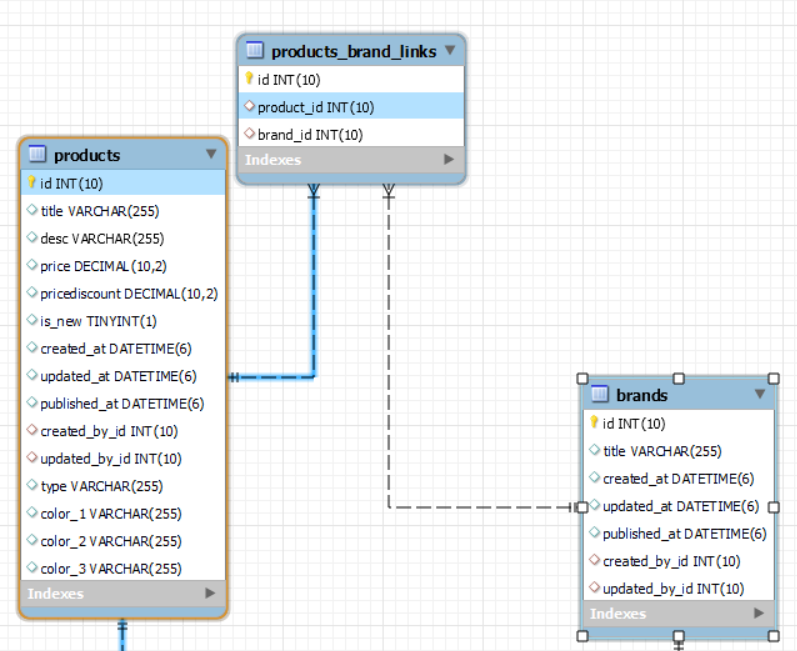 products_brand_links
id INT(10)
product_id INT(10)
brand_id INT(10)
Indexes
products
id INT(10)
title VARCHAR(255)
desc VARCHAR(255)
price DECIMAL(10,2)
pricediscount DECIMAL(10,2)
is_new TINYINT(1)
created_at DATETIME(6)
updated_at DATETIME(6)
published_at DATETIME(6)
created_by_id INT(10)
updated_by_id INT(10)
type VARCHAR(255)
color_1 VARCHAR(255)
color_2 VARCHAR(255)
color_3 VARCHAR(255)
Indexes
brands
id INT(10)
title VARCHAR(255)
created_at DATETIME(6)
updated_at DATETIME(6)
published_at DATETIME(6)
created_by_id INT(10)
updated_by_id INT(10)
Indexes